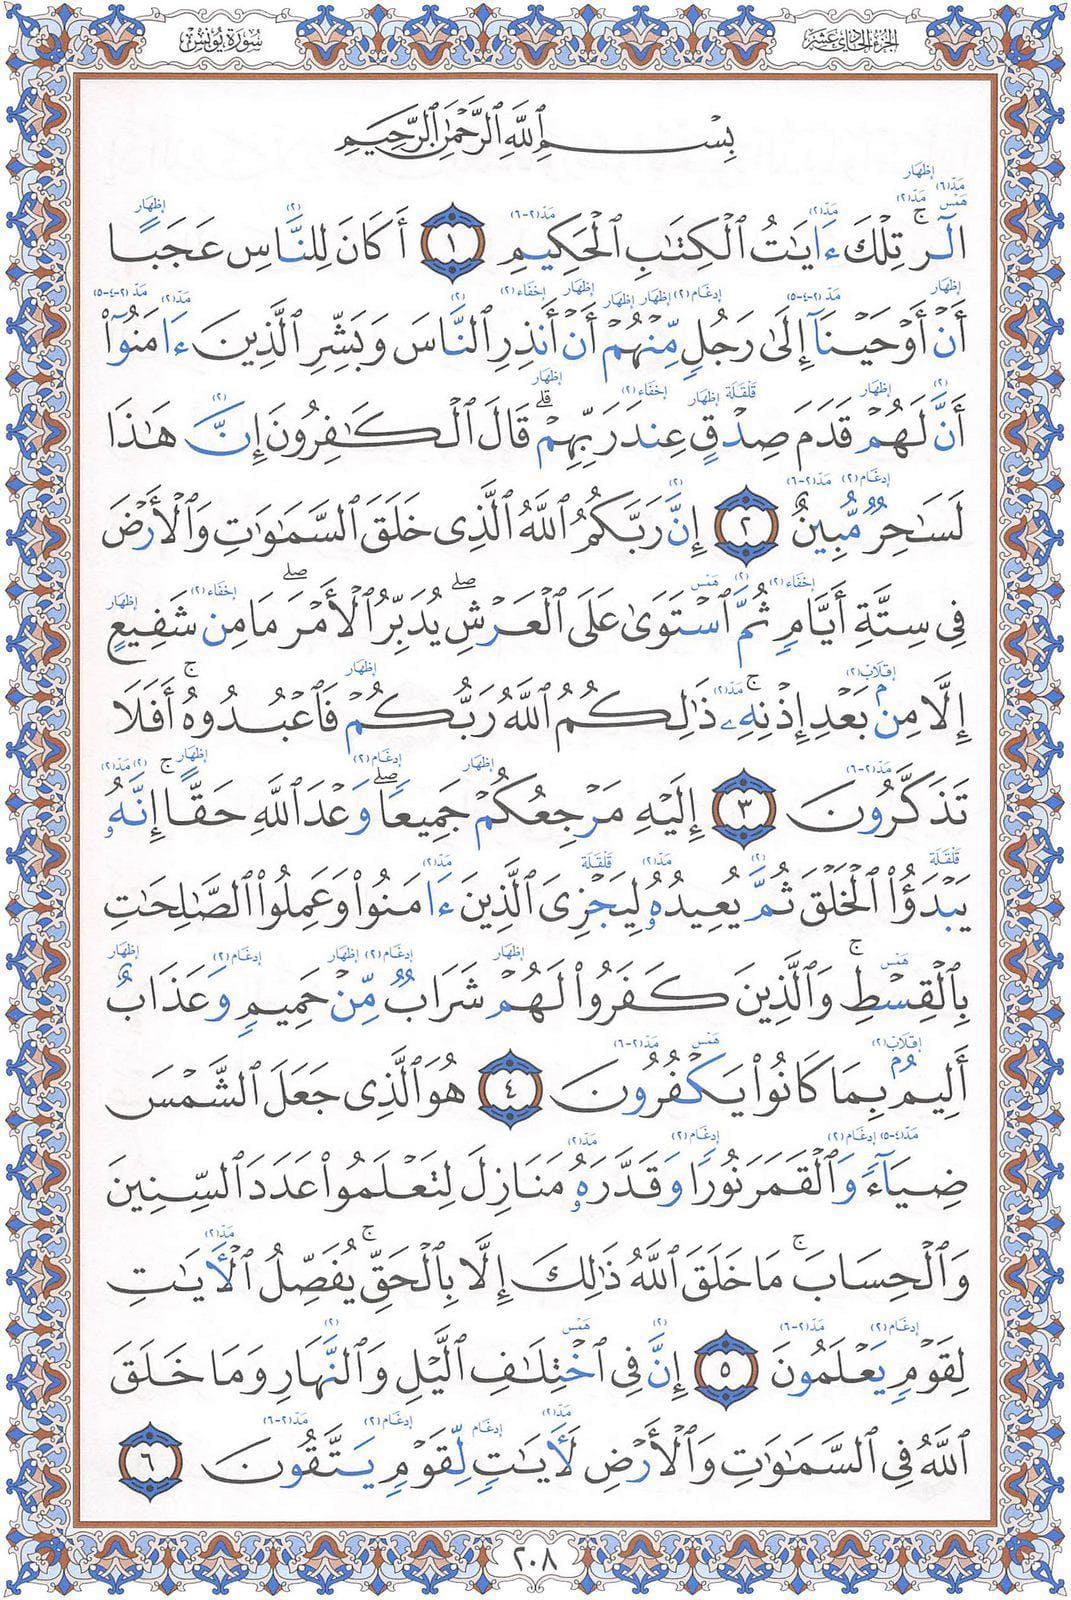 الجزء الحادي عشر
سورة يونس
بِسْمِ ٱللَّهِ ٱلرَّحْمَٰنِ ٱلرَّحِيمِ
الٓر ۚ تِلْكَ ءَايَٰتُ ٱلْكِتَٰبِ ٱلْحَكِيمِ ١ أَكَانَ لِلنَّاسِ عَجَبًا
أَنْ أَوْحَيْنَآ إِلَىٰ رَجُلٍ مِّنْهُمْ أَنْ أَنذِرِ ٱلنَّاسَ وَبَشِّرِ ٱلَّذِينَ ءَامَنُوٓا۟
أَنَّ لَهُمْ قَدَمَ صِدْقٍ عِندَ رَبِّهِمْ ۗ قَالَ ٱلْكَٰفِرُونَ إِنَّ هَٰذَا
لَسَٰحِرٌ مُّبِينٌ ٢ إِنَّ رَبَّكُمُ ٱللَّهُ ٱلَّذِى خَلَقَ ٱلسَّمَٰوَٰتِ وَٱلْأَرْضَ
فِى سِتَّةِ أَيَّامٍ ثُمَّ ٱسْتَوَىٰ عَلَى ٱلْعَرْشِ ۖ يُدَبِّرُ ٱلْأَمْرَ ۖ مَا مِن شَفِيعٍ
إِلَّا مِنۢ بَعْدِ إِذْنِهِۦ ۚ ذَٰلِكُمُ ٱللَّهُ رَبُّكُمْ فَٱعْبُدُوهُ ۚ أَفَلَا
تَذَكَّرُونَ ٣ إِلَيْهِ مَرْجِعُكُمْ جَمِيعًا ۖ وَعْدَ ٱللَّهِ حَقًّا ۚ إِنَّهُۥ
يَبْدَؤُا۟ ٱلْخَلْقَ ثُمَّ يُعِيدُهُۥ لِيَجْزِىَ ٱلَّذِينَ ءَامَنُوا۟ وَعَمِلُوا۟ ٱلصَّٰلِحَٰتِ
بِٱلْقِسْطِ ۚ وَٱلَّذِينَ كَفَرُوا۟ لَهُمْ شَرَابٌ مِّنْ حَمِيمٍ وَعَذَابٌ
أَلِيمٌۢ بِمَا كَانُوا۟ يَكْفُرُونَ ٤ هُوَ ٱلَّذِى جَعَلَ ٱلشَّمْسَ
ضِيَآءً وَٱلْقَمَرَ نُورًا وَقَدَّرَهُۥ مَنَازِلَ لِتَعْلَمُوا۟ عَدَدَ ٱلسِّنِينَ
وَٱلْحِسَابَ ۚ مَا خَلَقَ ٱللَّهُ ذَٰلِكَ إِلَّا بِٱلْحَقِّ ۚ يُفَصِّلُ ٱلْـَٔايَٰتِ
لِقَوْمٍ يَعْلَمُونَ ٥ إِنَّ فِى ٱخْتِلَٰفِ ٱلَّيْلِ وَٱلنَّهَارِ وَمَا خَلَقَ
ٱللَّهُ فِى ٱلسَّمَٰوَٰتِ وَٱلْأَرْضِ لَـَٔايَٰتٍ لِّقَوْمٍ يَتَّقُونَ ٦
٢٠٨